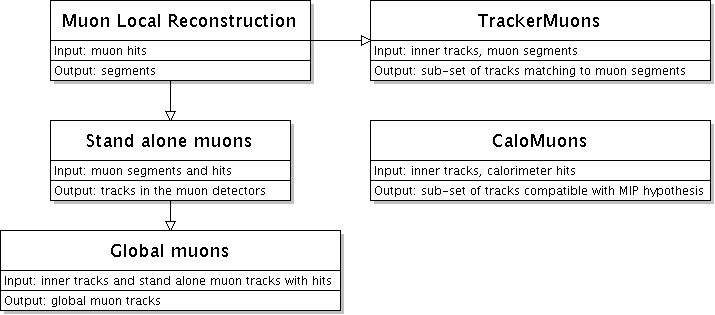 Muon Local Reconstruction
Input: muon hits
Output: segments
TrackerMuons
Input: inner tracks, muon segments
Output: sub-set of tracks matching to muon segments
Stand alone muons
Input: muon segments and hits
Output: tracks in the muon detectors
CaloMuons
Input: inner tracks, calorimeter hits
Output: sub-set of tracks compatible with MIP hypothesis
Global muons
Input: inner tracks and stand alone muon tracks with hits
Output: global muon tracks